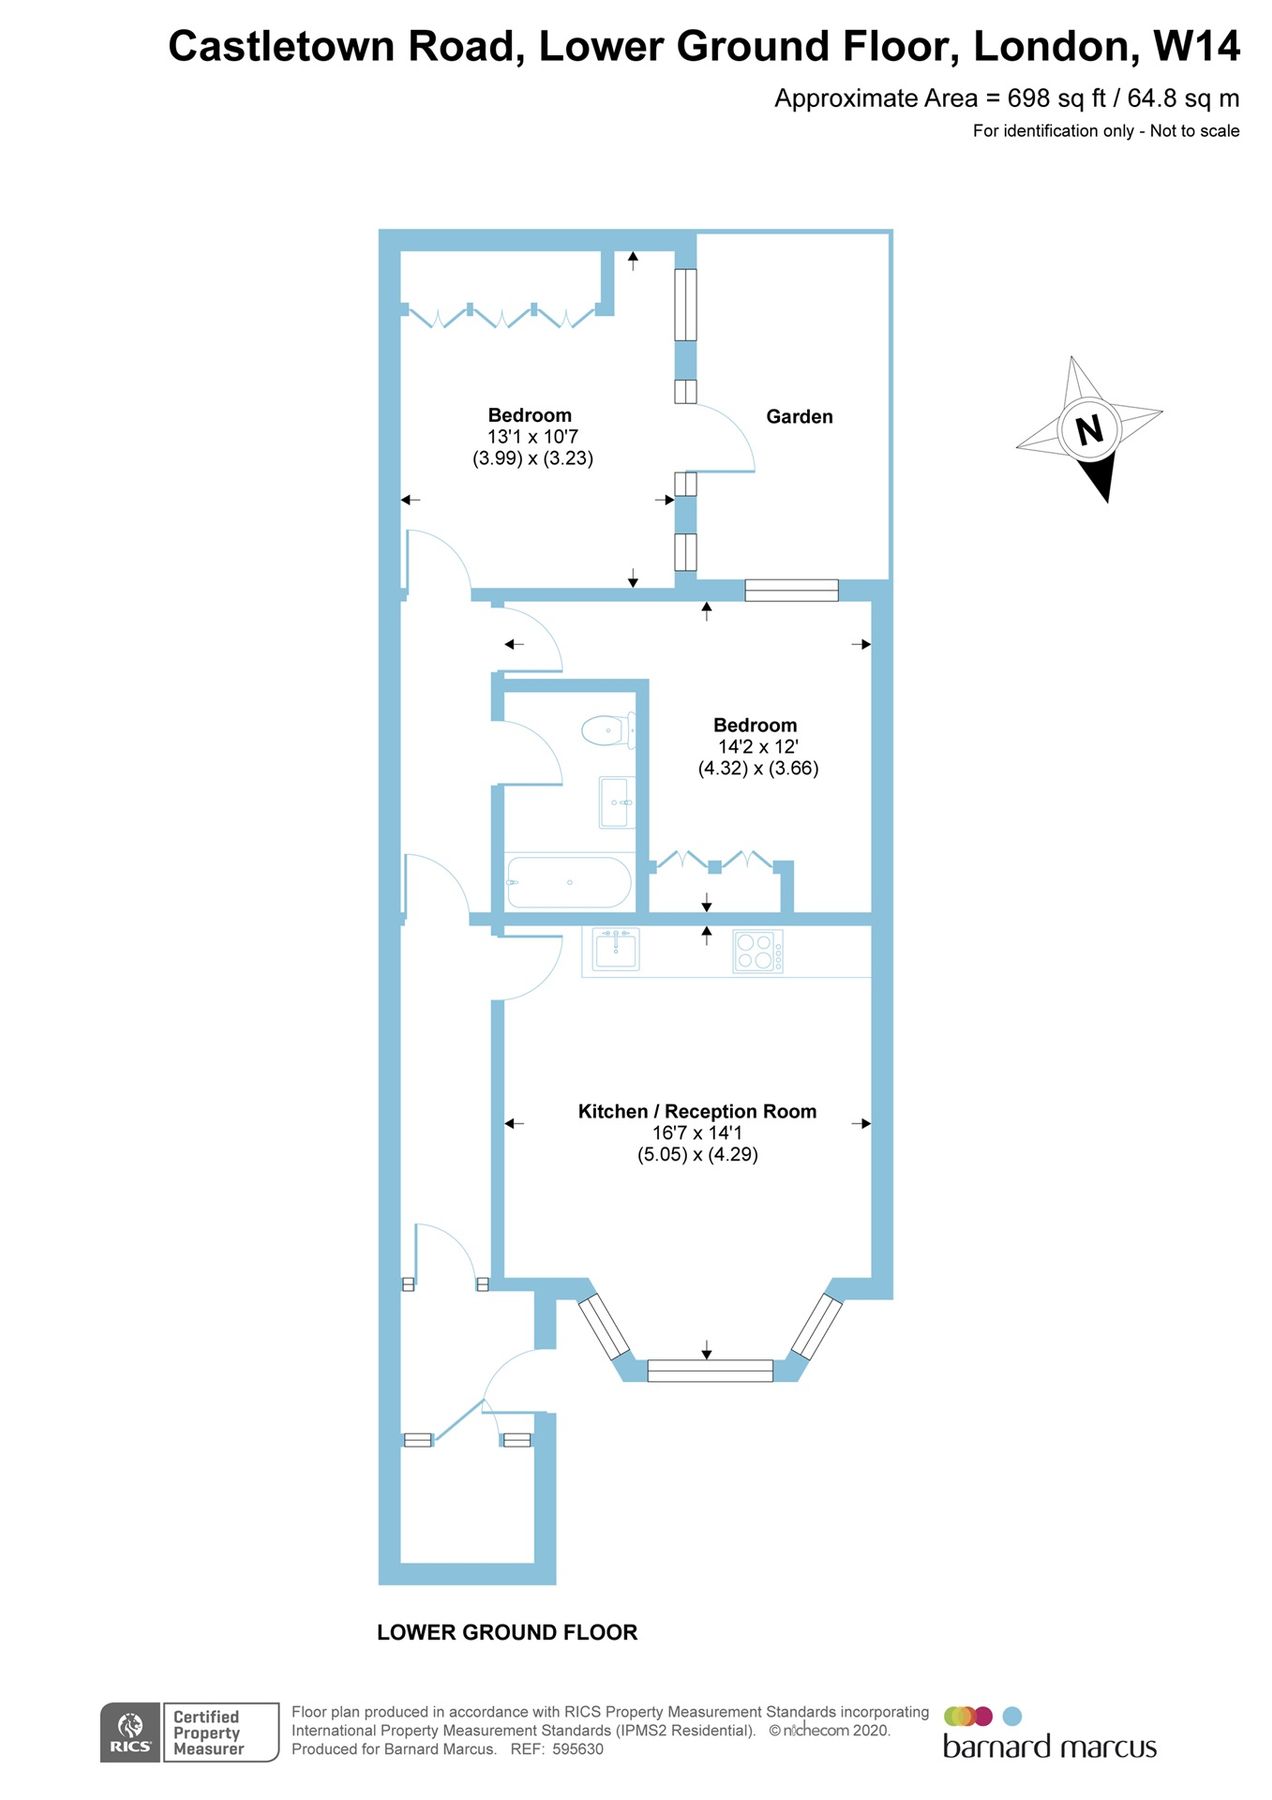 Castletown Road, Lower Ground Floor, London, W14
Approximate Area = 698 sq ft / 64.8 sq m
For identification only - Not to scale
Bedroom
13'1 x 10'7
(3.99) x (3.23)
Garden
N
Bedroom
14'2 x 12'
(4.32) x (3.66)
Kitchen / Reception Room
16'7 x 14'1
(5.05) x (4.29)
LOWER GROUND FLOOR
RICS
Certified
Property
Measurer
Floor plan produced in accordance with RICS Property Measurement Standards incorporating
International Property Measurement Standards (IPMS2 Residential). © nichecom 2020.
Produced for Barnard Marcus. REF: 595630
barnard marcus